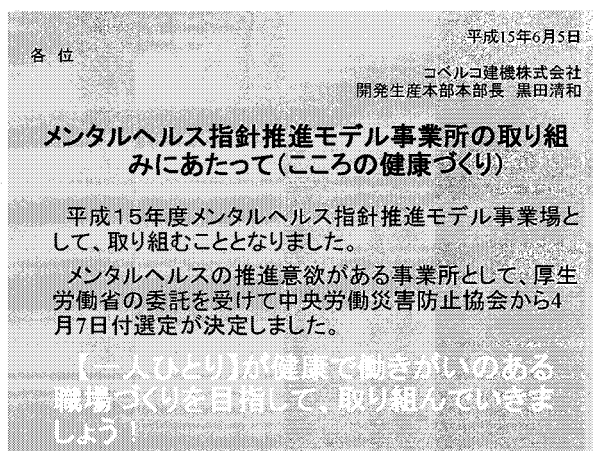 平成15年6月5日
各 位
コベルコ建機株式会社
開発生産本部本部長 黒田清和
メンタルヘルス指針推進モデル事業所の取り組
みにあたって(こころの健康づくり)
平成15年度メンタルヘルス指針推進モデル事業場と
して、取り組むこととなりました。
メンタルヘルスの推進意欲がある事業所として、厚生
労働省の委託を受けて中央労働災害防止協会から4
月7日付選定が決定しました。
【一人ひとり】が健康で働きがいのある
職場づくりを目指して、取り組んでいきま
しょう！